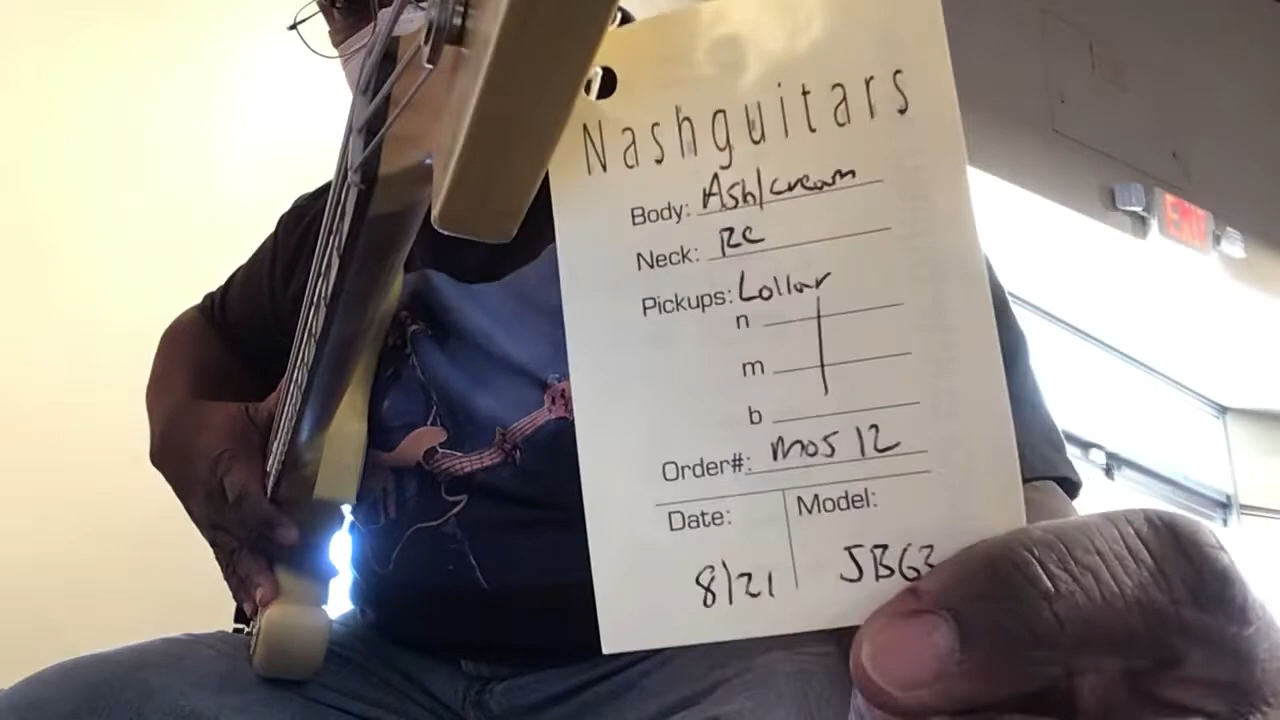 Nashguitars
Body: Ash/cream
Neck: RC
Pickups: Lollar
n
m
b
Order#: mos 12
Date: Model:
8/21 JB63
EXIT